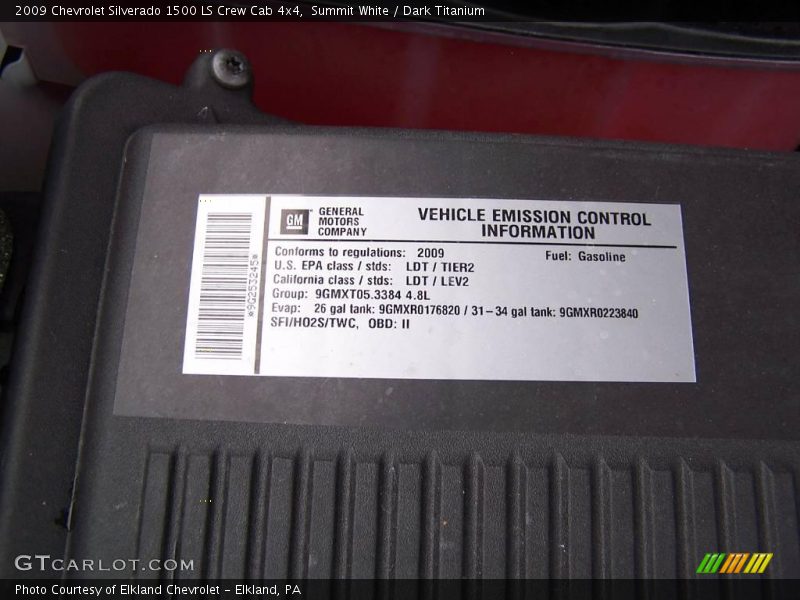 2009 Chevrolet Silverado 1500 LS Crew Cab 4x4,  Summit White / Dark Titanium
GM
GENERAL
MOTORS
COMPANY
VEHICLE EMISSION CONTROL
INFORMATION
Conforms to regulations: 2009
Fuel: Gasoline
U.S. EPA class / stds: LDT / TIER2
California class / stds: LDT / LEV2
Group: 9GMXT05.3384 4.8L
Evap: 26 gal tank: 9GMXR0176820 / 31-34 gal tank: 9GMXR0223840
SFI/HO2S/TWC, OBD: II
*9G253245*
GTCARLOT.COM
Photo Courtesy of Elkland Chevrolet - Elkland, PA